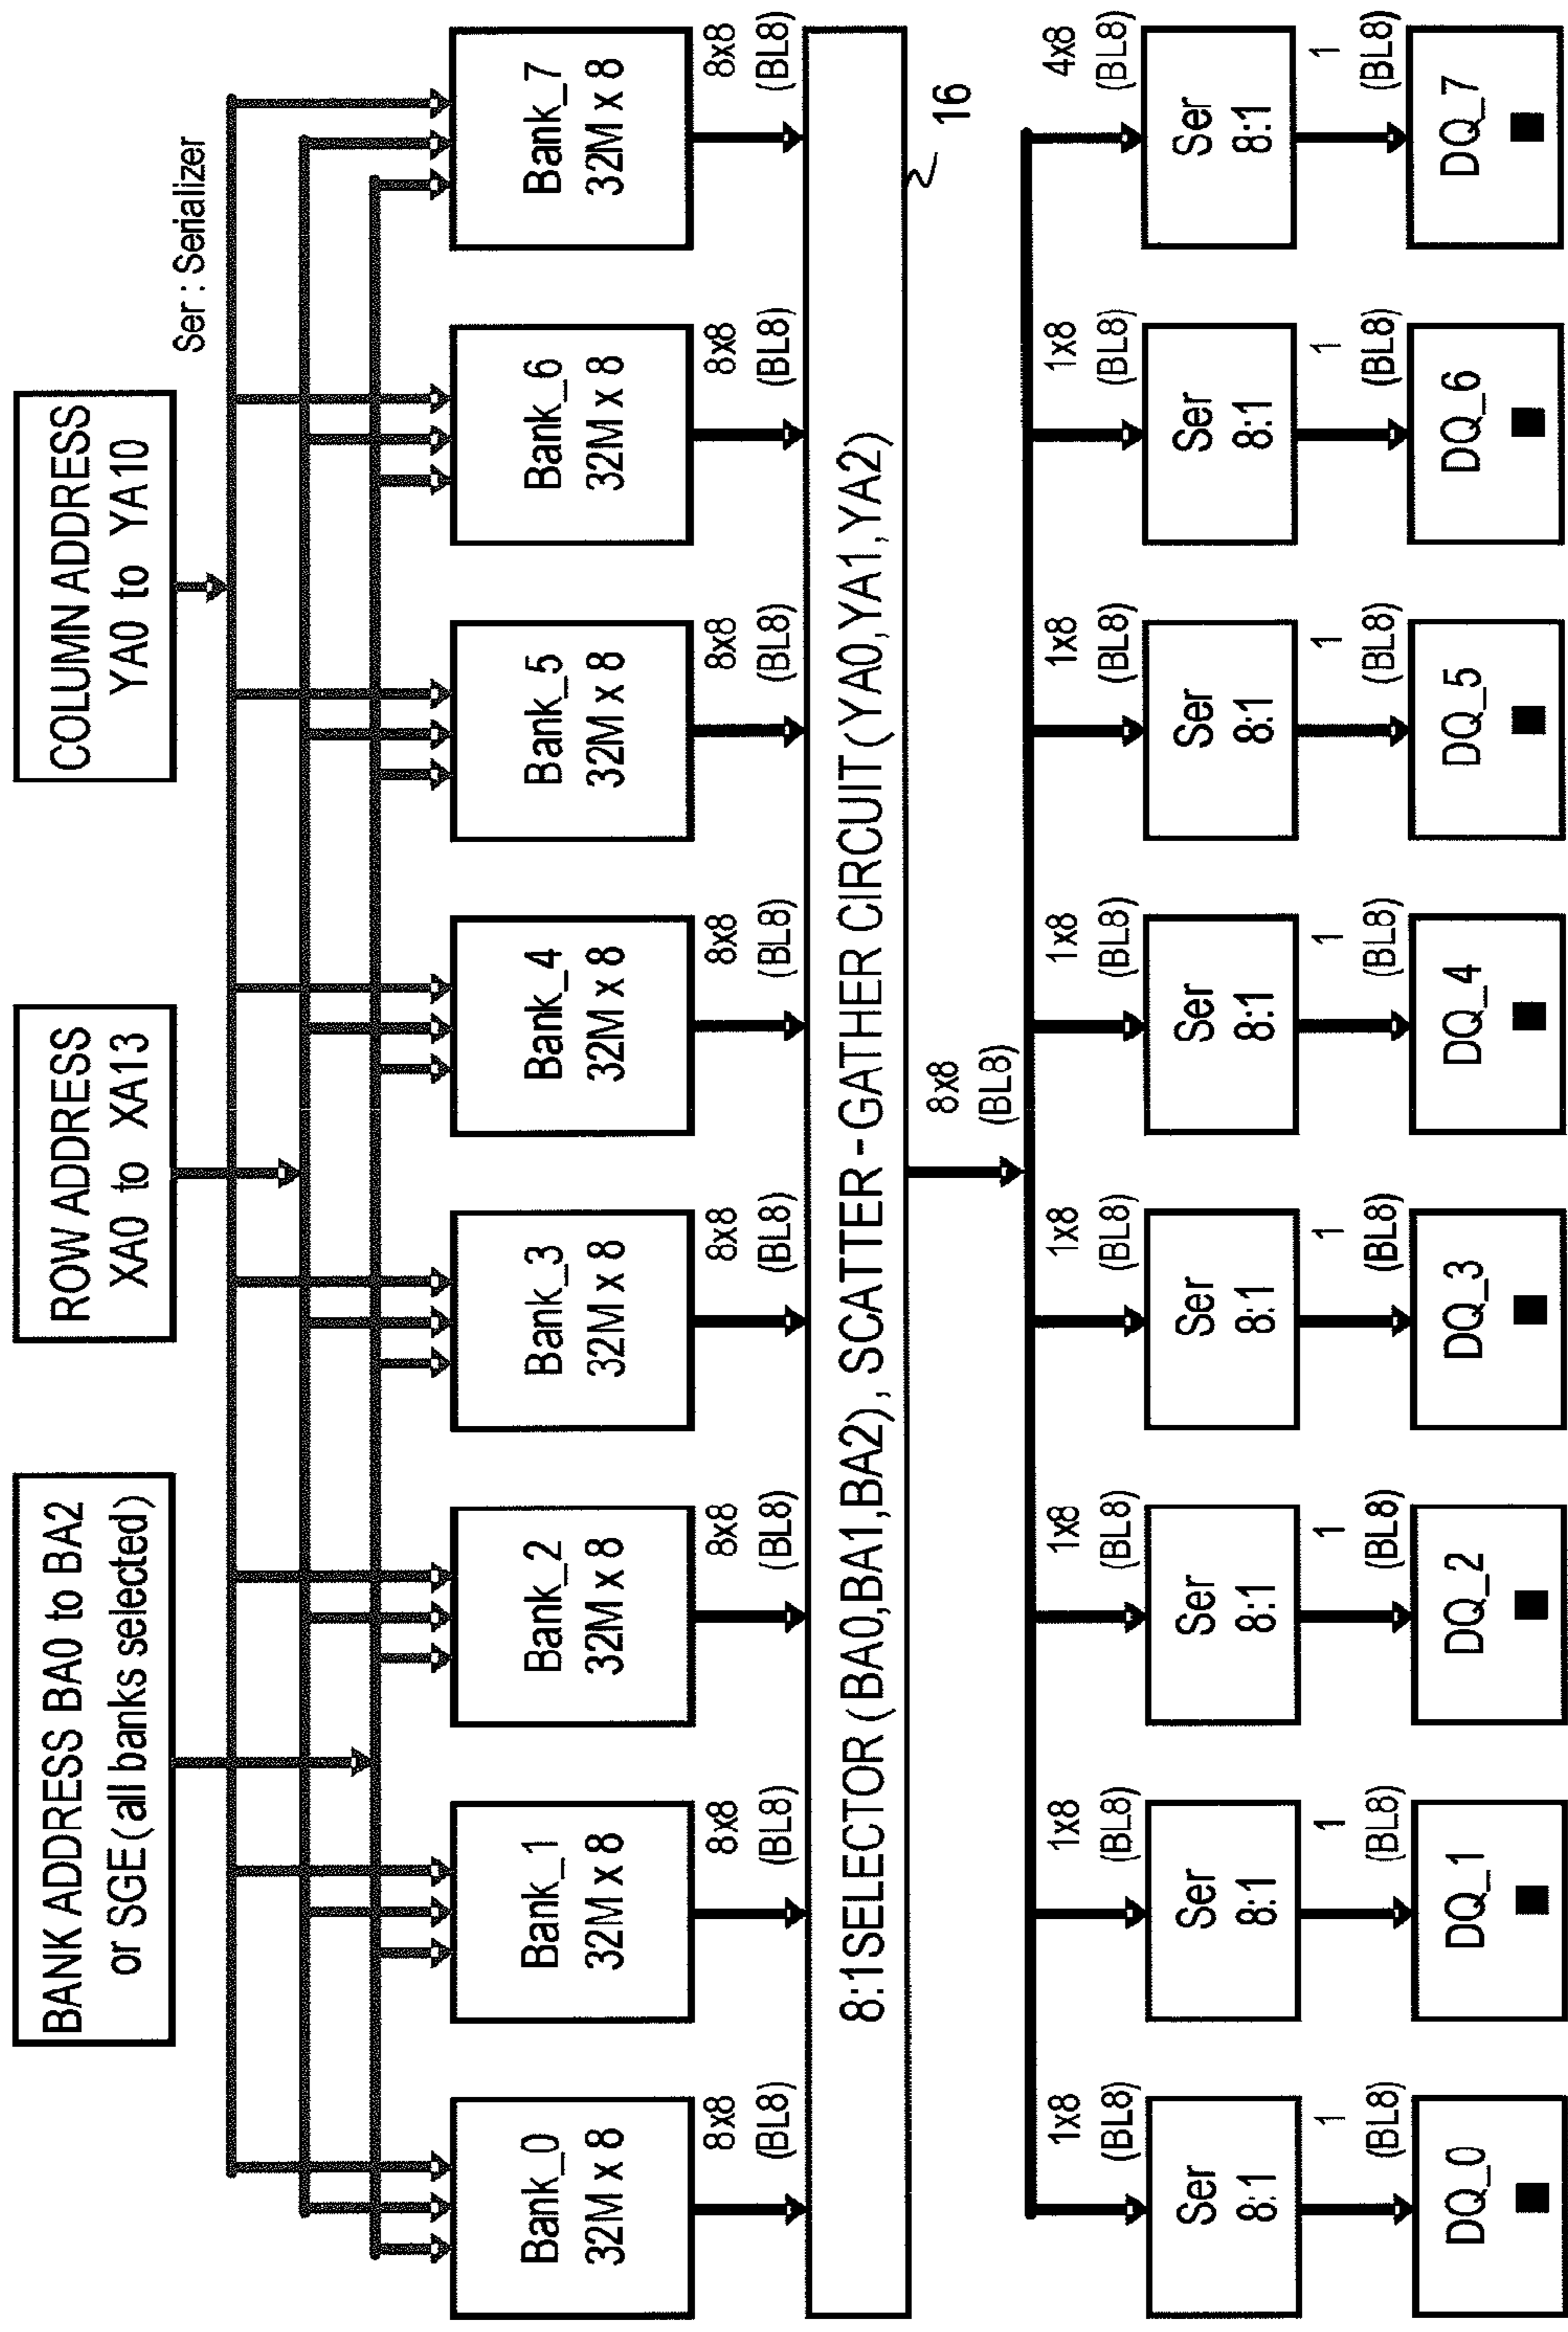 BANK ADDRESS BA0 to BA2
or SGE(all banks selected)
ROW ADDRESS
XA0 to XA13
COLUMN ADDRESS
YA0 to YA10
Ser : Serializer
Bank_0
32M x 8
Bank_1
32M x 8
Bank_2
32M x 8
Bank_3
32M x 8
Bank_4
32M x 8
Bank_5
32M x 8
Bank_6
32M x 8
Bank_7
32M x 8
8x8
(BL8)
8x8
(BL8)
8x8
(BL8)
8x8
(BL8)
8x8
(BL8)
8x8
(BL8)
8x8
(BL8)
8x8
(BL8)
8:1SELECTOR (BA0,BA1,BA2), SCATTER-GATHER CIRCUIT(YA0,YA1,YA2)
16
8x8
(BL8)
1x8
(BL8)
1x8
(BL8)
1x8
(BL8)
1x8
(BL8)
1x8
(BL8)
1x8
(BL8)
1x8
(BL8)
4x8
(BL8)
Ser
8:1
Ser
8:1
Ser
8:1
Ser
8:1
Ser
8:1
Ser
8:1
Ser
8:1
Ser
8:1
1
(BL8)
1
(BL8)
1
(BL8)
1
(BL8)
1
(BL8)
1
(BL8)
1
(BL8)
1
(BL8)
DQ_0
DQ_1
DQ_2
DQ_3
DQ_4
DQ_5
DQ_6
DQ_7